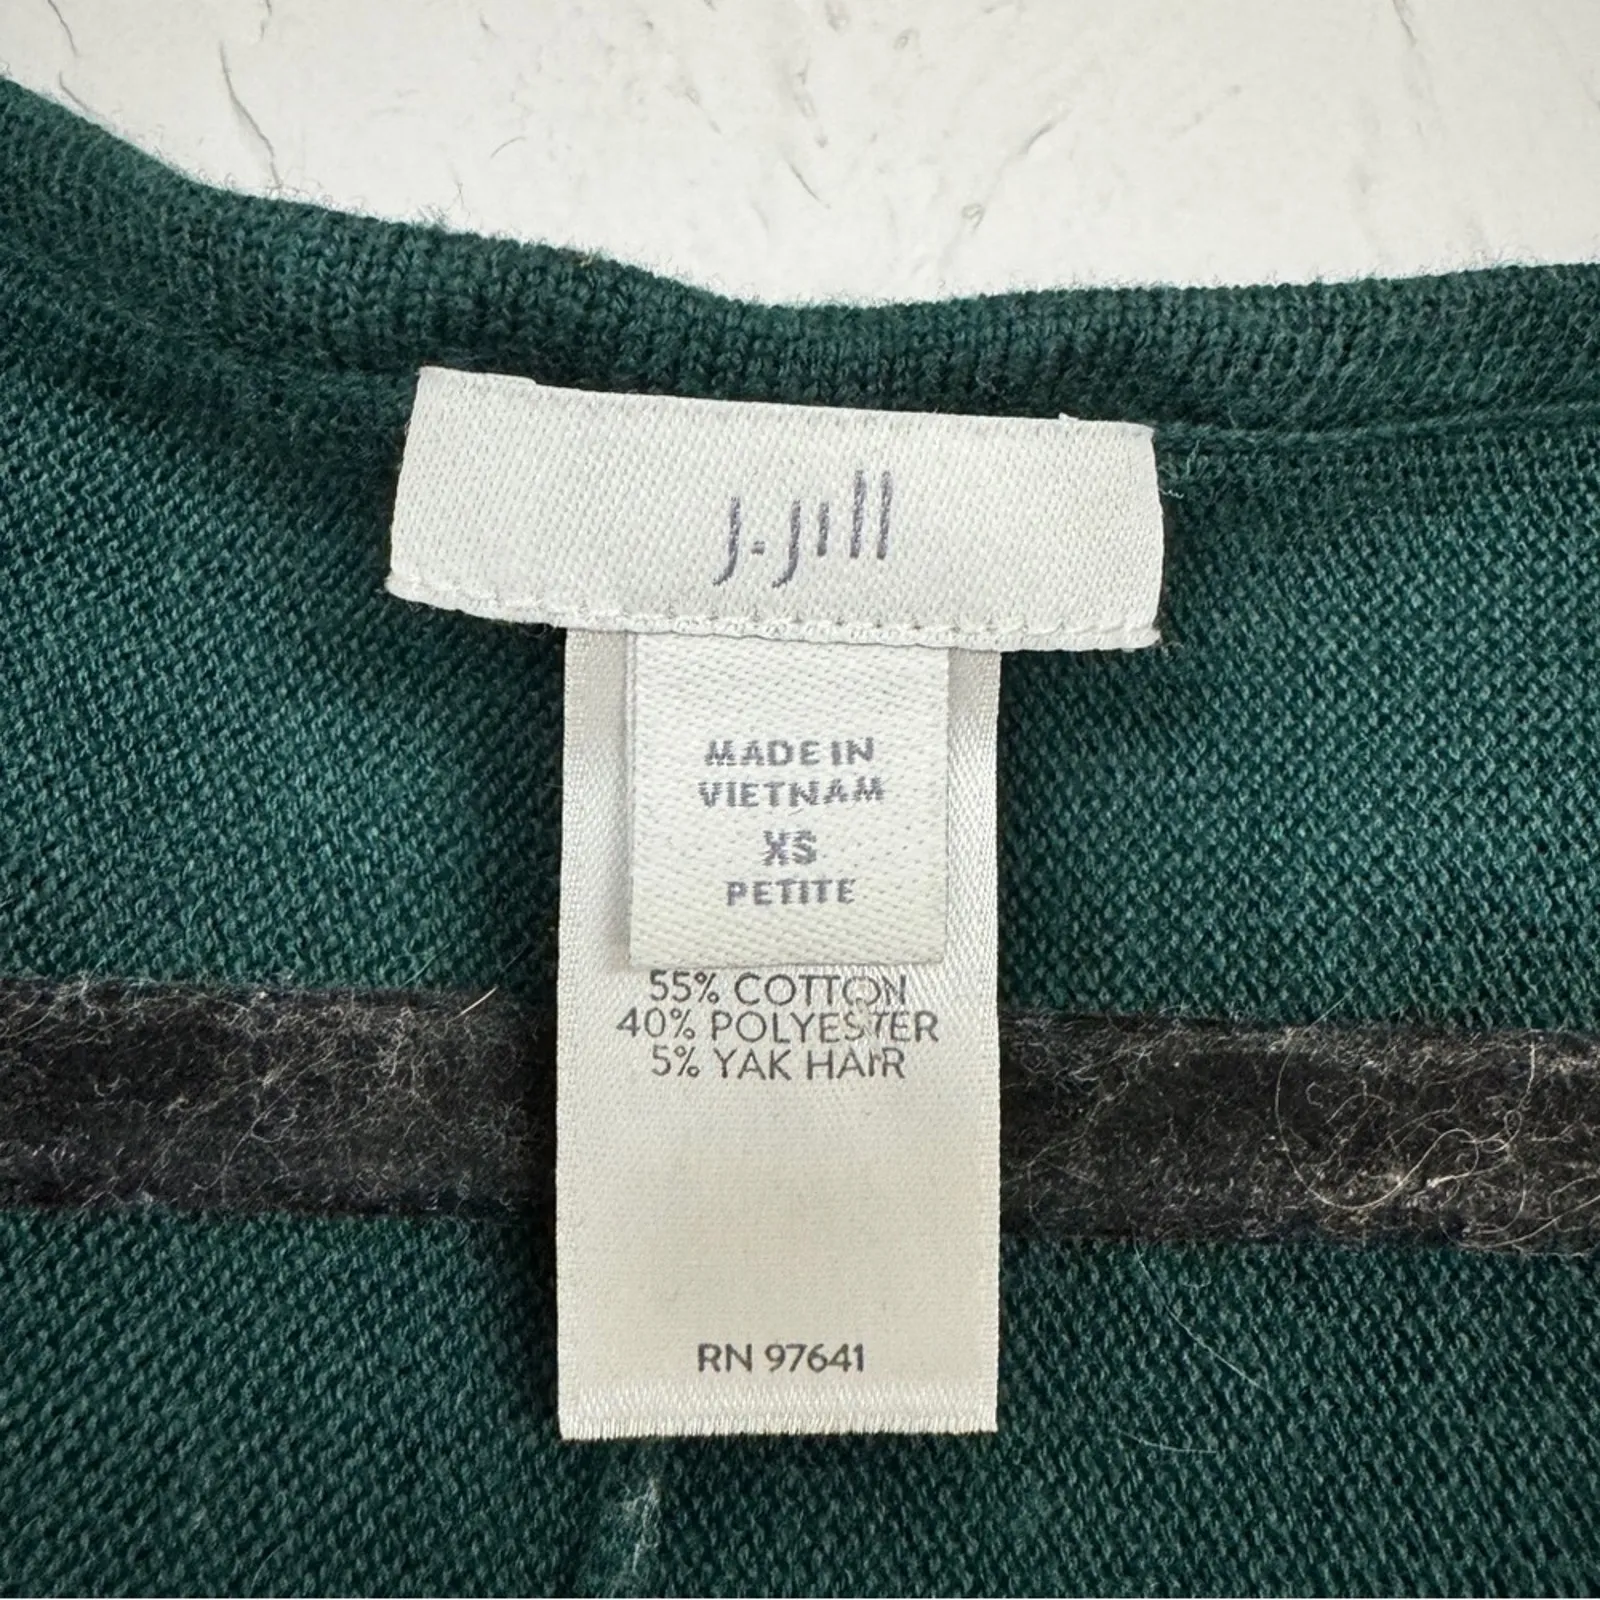 J.Jill
MADE IN
VIETNAM
XS
PETITE
55% COTTON
40% POLYESTER
5% YAK HAIR
RN 97641